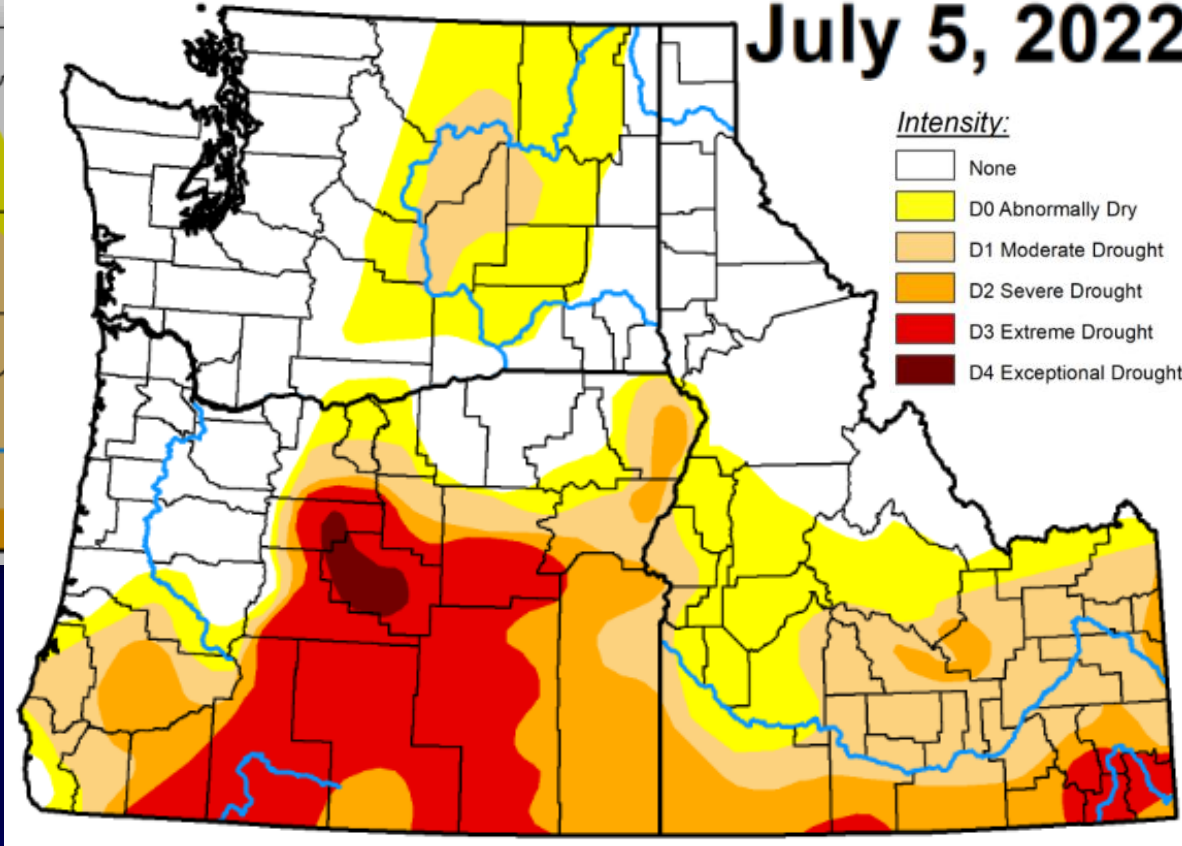 July 5, 2022
Intensity:
None
D0 Abnormally Dry
D1 Moderate Drought
D2 Severe Drought
D3 Extreme Drought
D4 Exceptional Drought